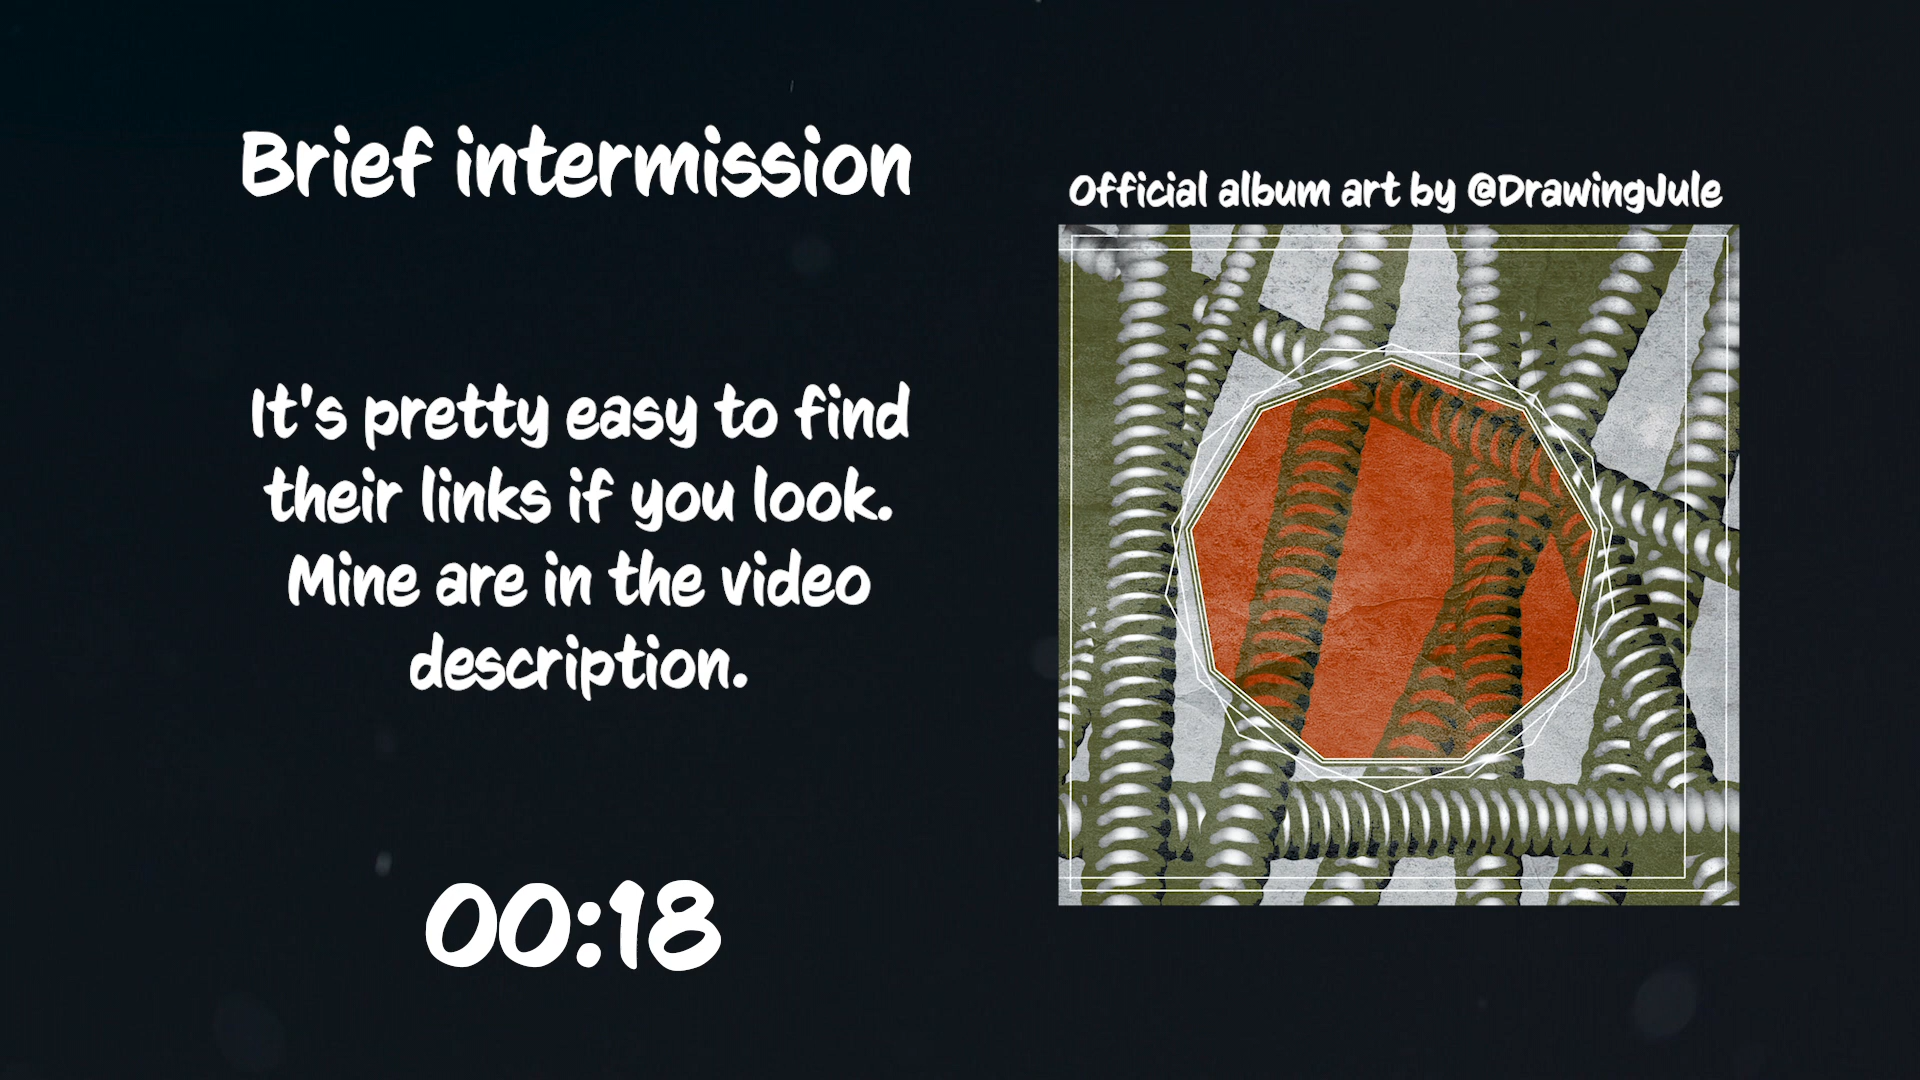 Brief intermission
Official album art by @DrawingJule
It's pretty easy to find
their links if you look.
Mine are in the video
description.
00:18